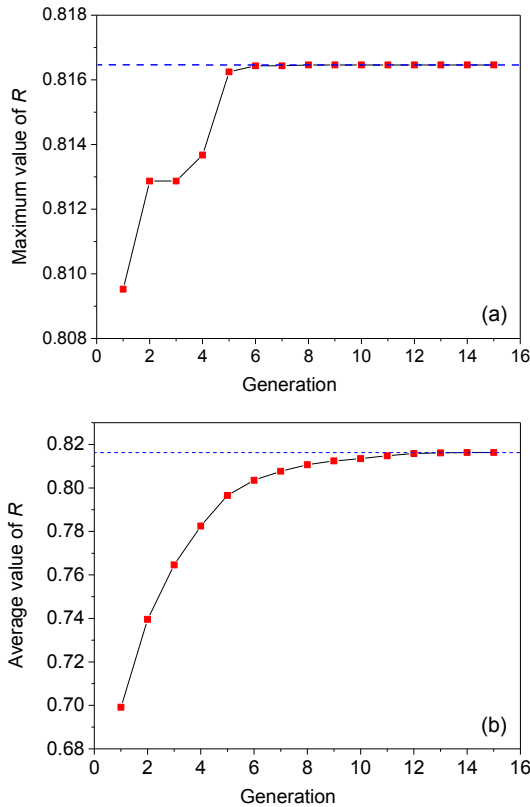 0.818
0.816
0.814
0.812
0.810
0.808
Maximum value of R
(a)
0 2 4 6 8 10 12 14 16
Generation
0.82
0.80
0.78
0.76
0.74
0.72
0.70
0.68
Average value of R
(b)
0 2 4 6 8 10 12 14 16
Generation